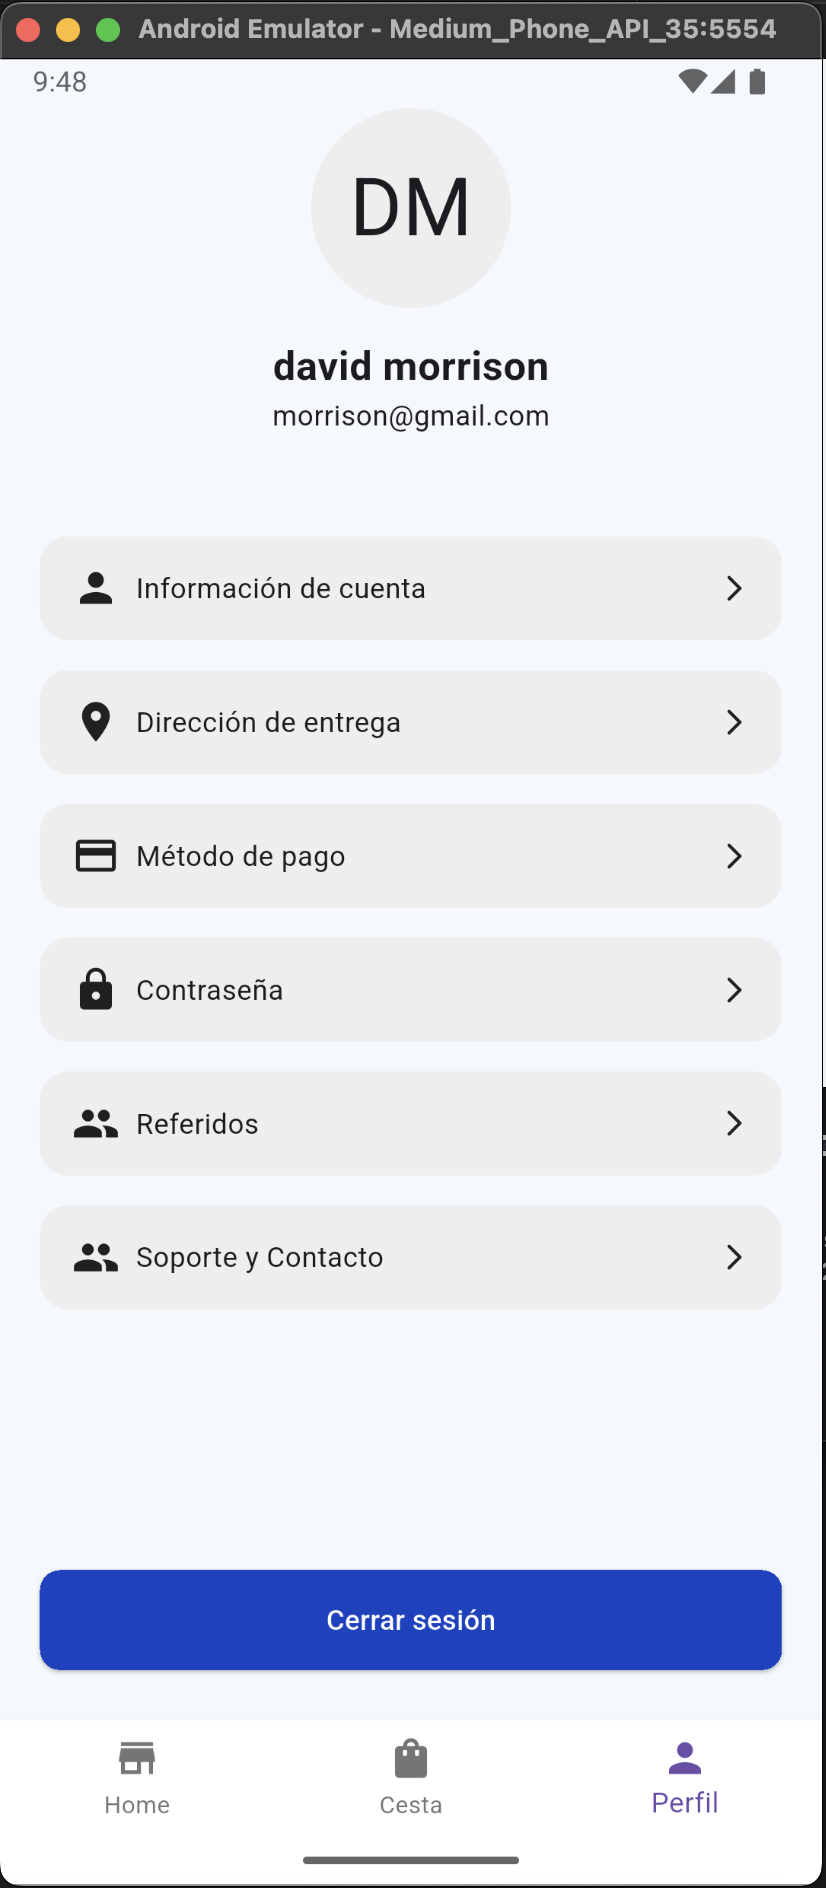 Android Emulator - Medium_Phone_API_35:5554
9:48
DM
david morrison
morrison@gmail.com
Información de cuenta
Dirección de entrega
Método de pago
Contraseña
Referidos
Soporte y Contacto
Cerrar sesión
Home
Cesta
Perfil